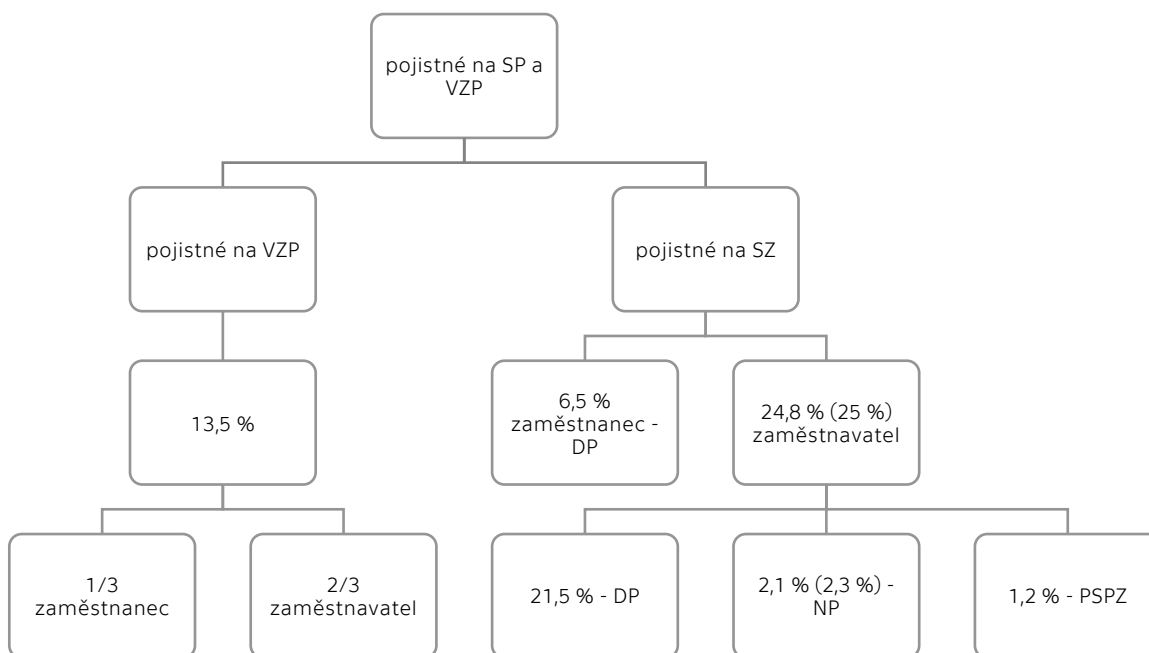 pojistné na SP a
VZP
pojistné na VZP
pojistné na SZ
13,5 %
6,5 %
zaměstnanec -
DP
24,8 % (25 %)
zaměstnavatel
1/3
zaměstnanec
2/3
zaměstnavatel
21,5 % - DP
2,1 % (2,3 %) -
NP
1,2 % - PSPZ